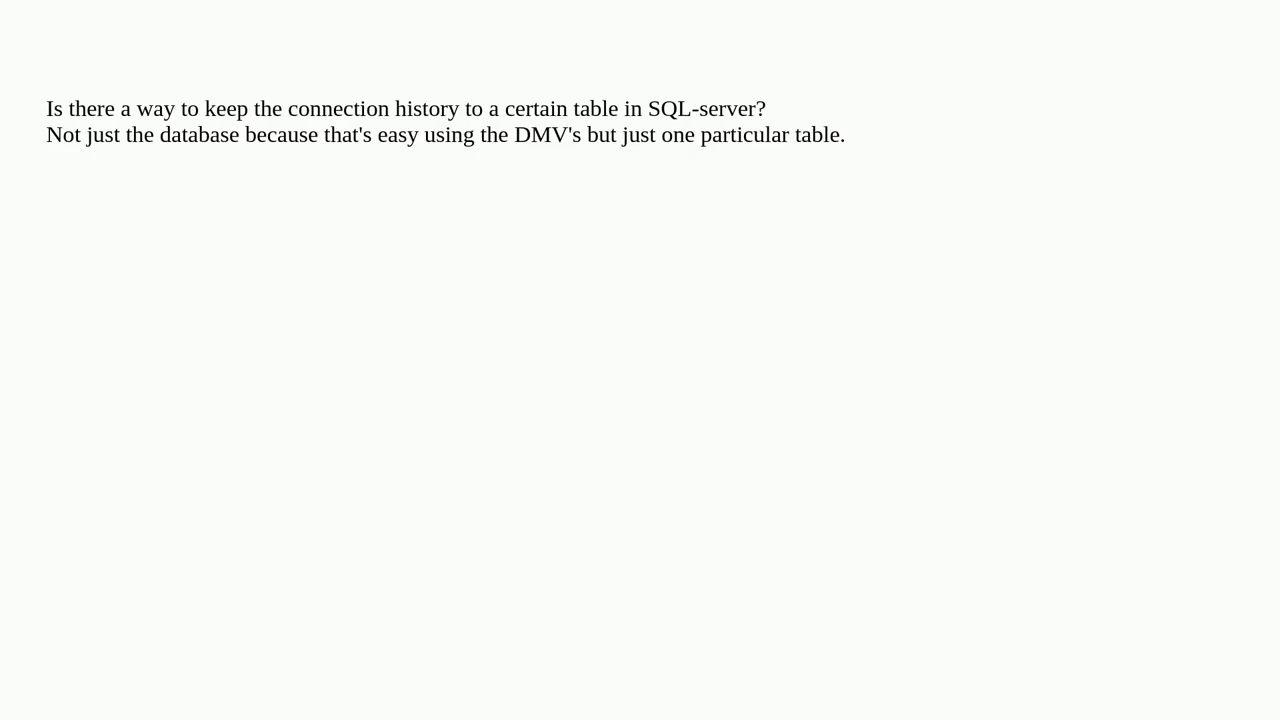 Is there a way to keep the connection history to a certain table in SQL-server?
Not just the database because that's easy using the DMV's but just one particular table.